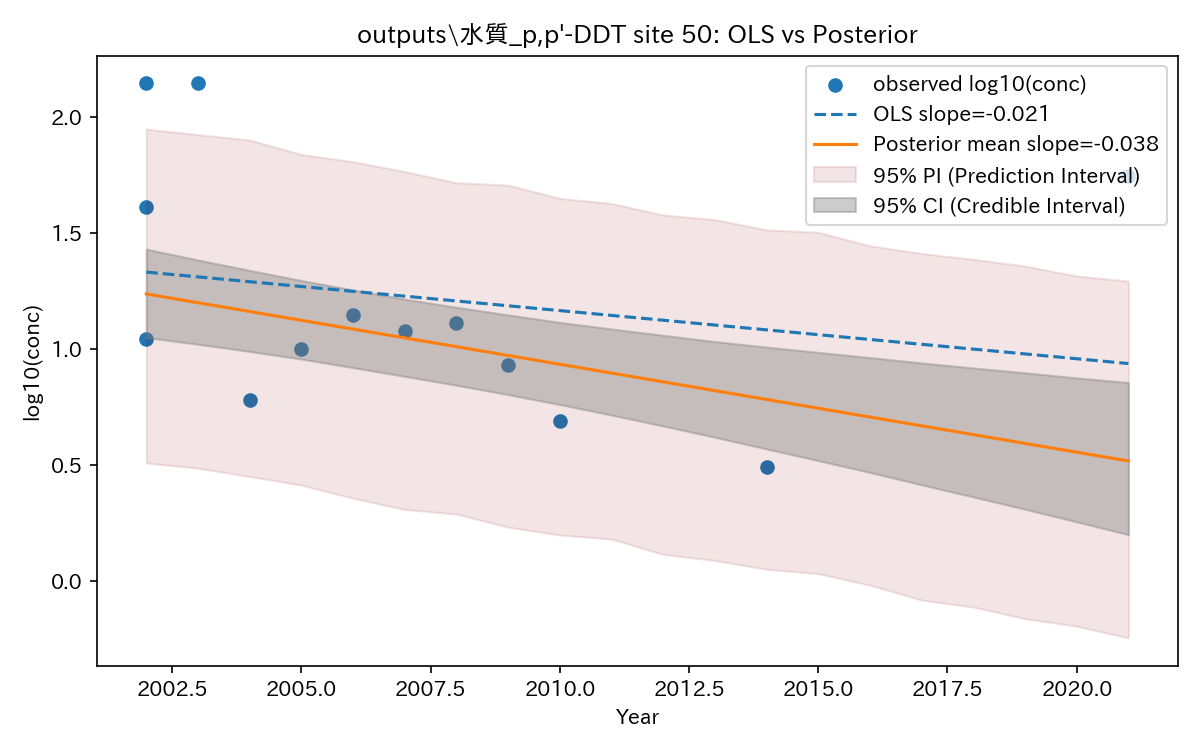 outputs\水質_p,p'-DDT site 50: OLS vs Posterior
observed log10(conc)
OLS slope=-0.021
Posterior mean slope=-0.038
95% PI (Prediction Interval)
95% CI (Credible Interval)
log10(conc)
2.0
1.5
1.0
0.5
0.0
2002.5 2005.0 2007.5 2010.0 2012.5 2015.0 2017.5 2020.0
Year